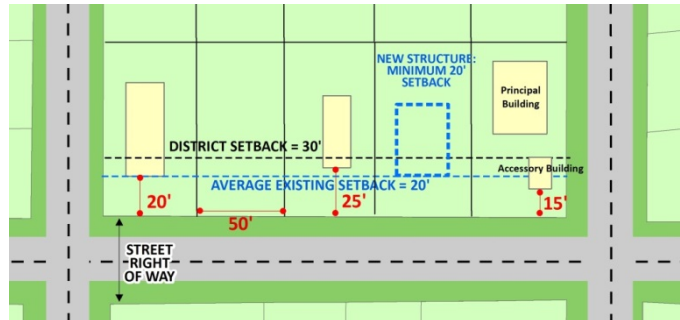 NEW STRUCTURE:
MINIMUM 20'
SETBACK
Principal
Building
DISTRICT SETBACK = 30'
Accessory Building
AVERAGE EXISTING SETBACK = 20'
20'
50'
25'
15'
STREET
RIGHT
OF WAY